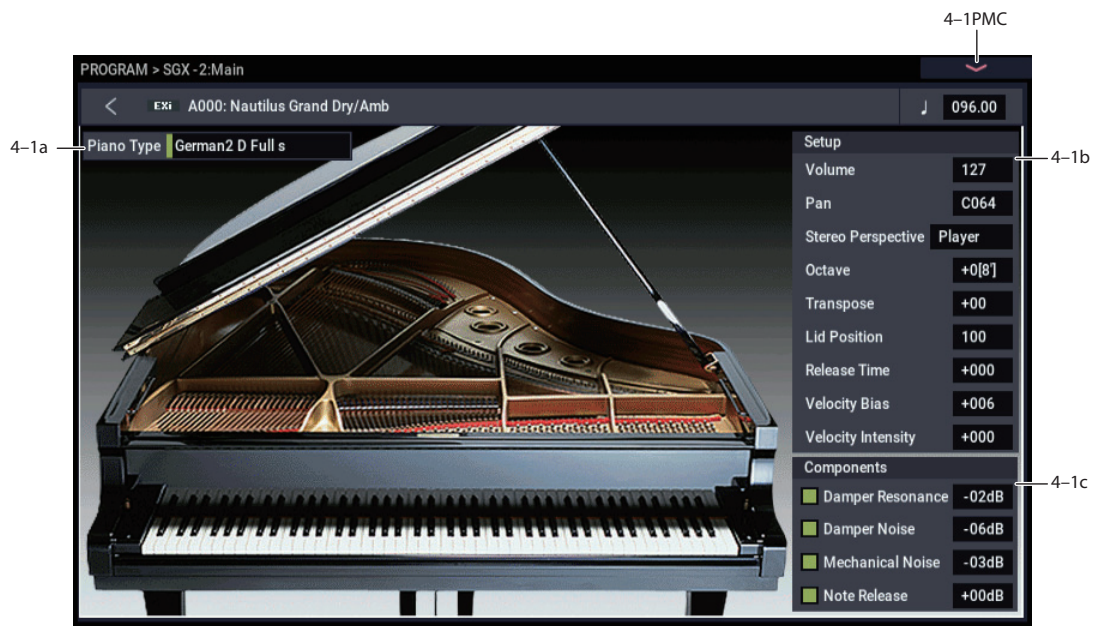 4–1PMC
PROGRAM > SGX-2:Main
EXi A000: Nautilus Grand Dry/Amb ♩ 096.00
4–1a
Piano Type German2 D Full s
Setup
4–1b
Volume 127
Pan C064
Stereo Perspective Player
Octave +0[8']
Transpose +00
Lid Position 100
Release Time +000
Velocity Bias +006
Velocity Intensity +000
Components
4–1c
Damper Resonance -02dB
Damper Noise -06dB
Mechanical Noise -03dB
Note Release +00dB